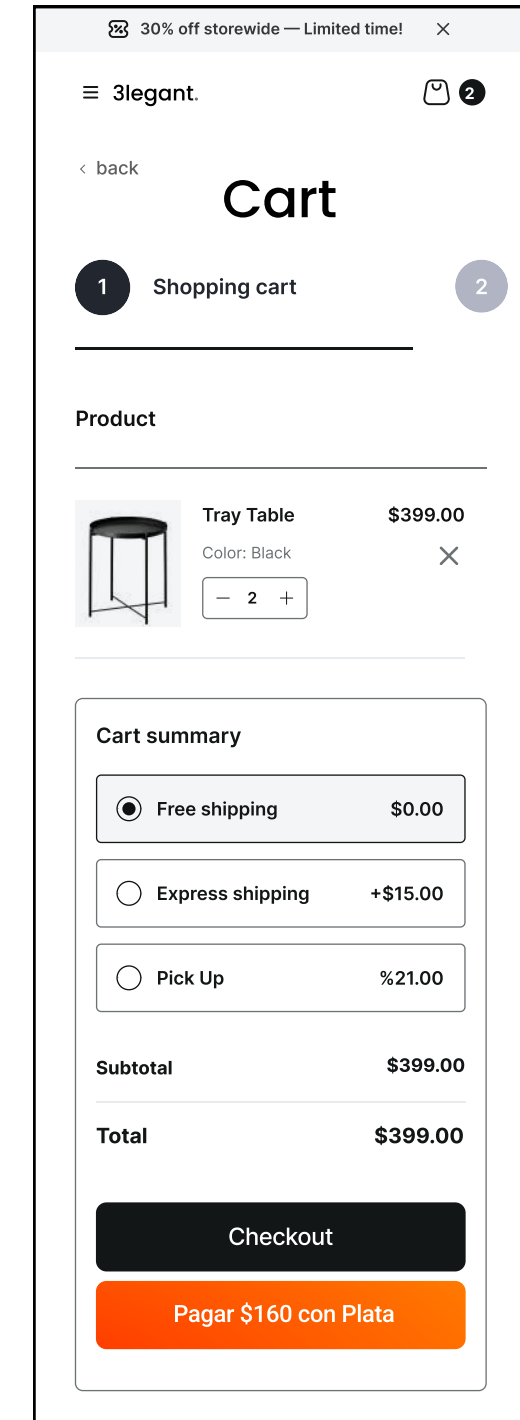 30% off storewide — Limited time!
3legant.
2
back
Cart
1 Shopping cart 2
Product
Tray Table $399.00
Color: Black
2
Cart summary
Free shipping $0.00
Express shipping +$15.00
Pick Up %21.00
Subtotal $399.00
Total $399.00
Checkout
Pagar $160 con Plata